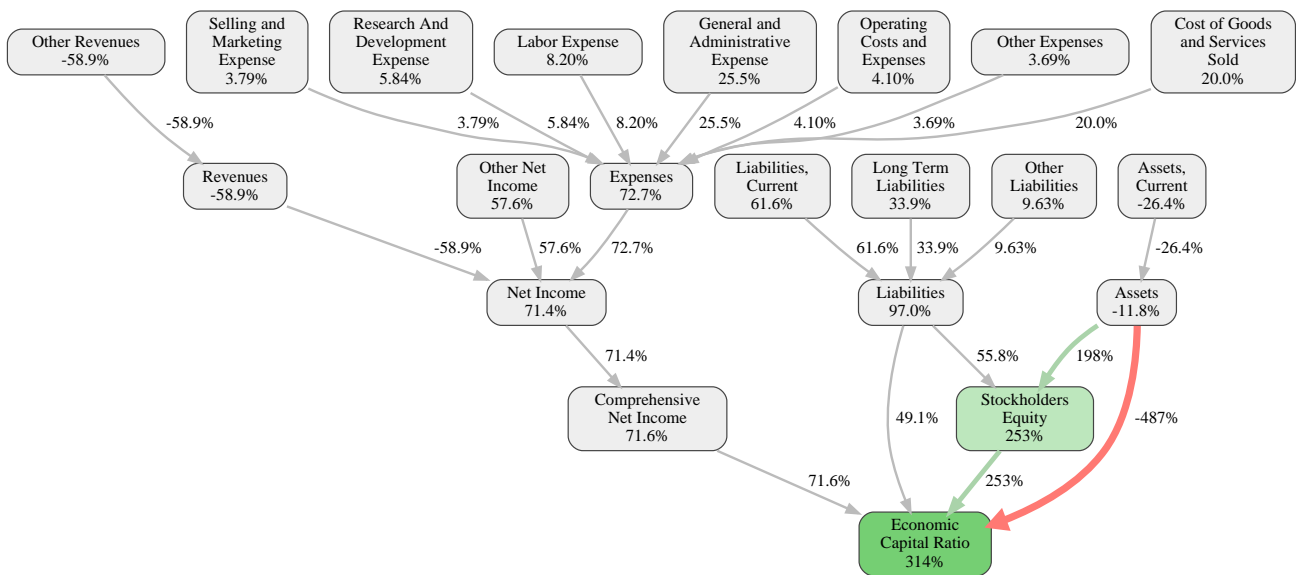 Other Revenues
-58.9%
Selling and
Marketing
Expense
3.79%
Research And
Development
Expense
5.84%
Labor Expense
8.20%
General and
Administrative
Expense
25.5%
Operating
Costs and
Expenses
4.10%
Other Expenses
3.69%
Cost of Goods
and Services
Sold
20.0%
-58.9%
3.79%
5.84%
8.20%
25.5%
4.10%
3.69%
20.0%
Revenues
-58.9%
Other Net
Income
57.6%
Expenses
72.7%
Liabilities,
Current
61.6%
Long Term
Liabilities
33.9%
Other
Liabilities
9.63%
Assets,
Current
-26.4%
-58.9%
57.6%
72.7%
61.6%
33.9%
9.63%
-26.4%
Net Income
71.4%
Liabilities
97.0%
Assets
-11.8%
71.4%
55.8%
198%
Comprehensive
Net Income
71.6%
49.1%
Stockholders
Equity
253%
-487%
71.6%
253%
Economic
Capital Ratio
314%